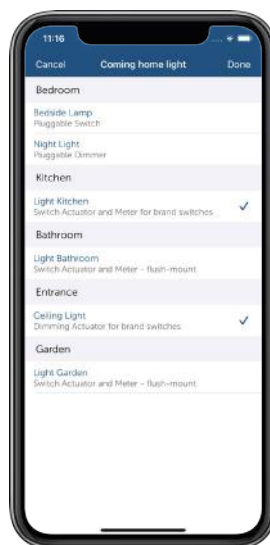 11:16
Cancel Coming home light Done
Bedroom
Bedside Lamp
Pluggable Switch
Night Light
Pluggable Dimmer
Kitchen
Light Kitchen
Switch Actuator and Meter for brand switches
Bathroom
Light Bathroom
Switch Actuator and Meter – flush-mount
Entrance
Ceiling Light
Dimming Actuator for brand switches
Garden
Light Garden
Switch Actuator and Meter – flush-mount